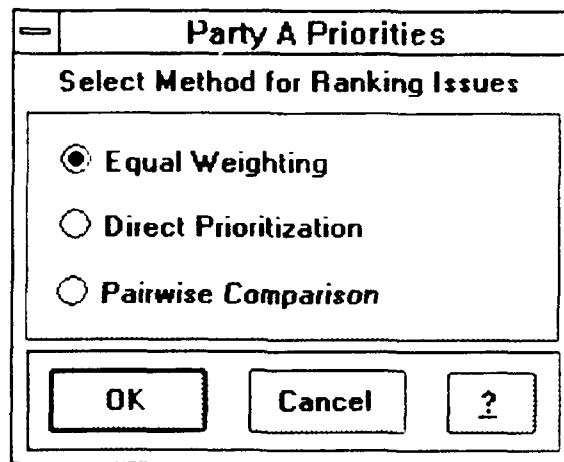 Party A Priorities
Select Method for Ranking Issues
Equal Weighting
Direct Prioritization
Pairwise Comparison
OK Cancel ?